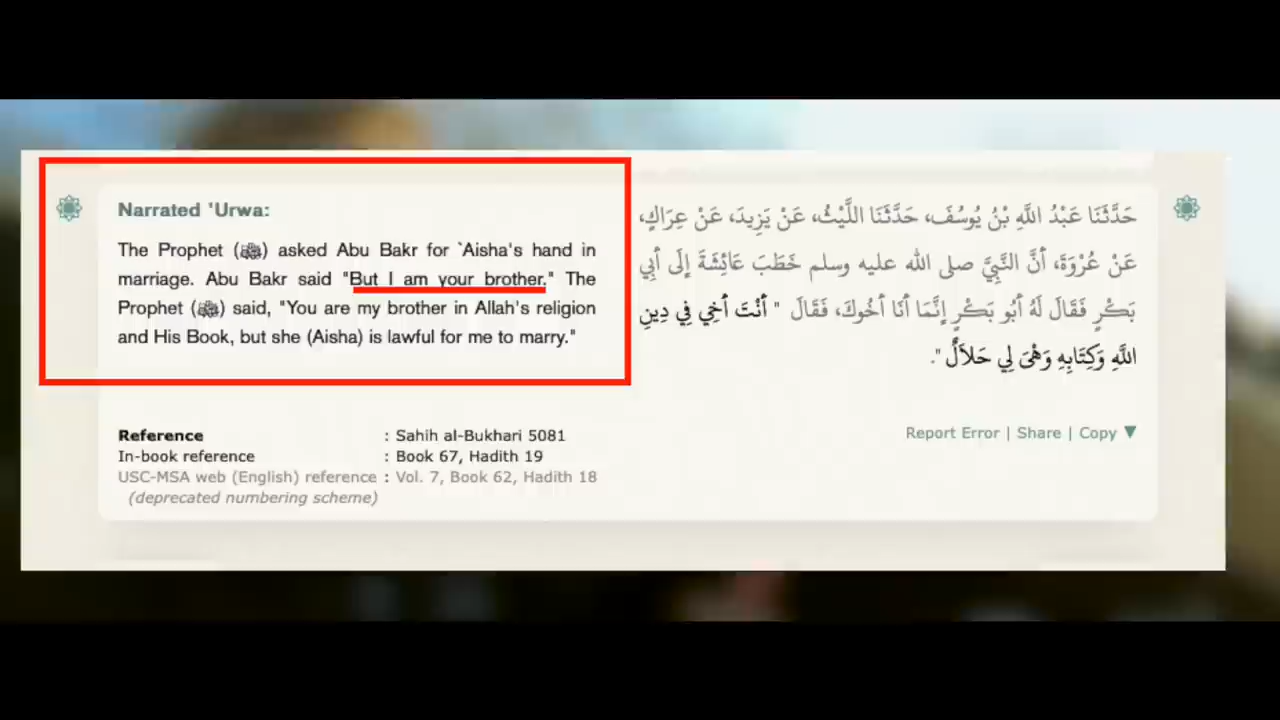 Narrated 'Urwa:
The Prophet (ﷺ) asked Abu Bakr for `Aisha's hand in
marriage. Abu Bakr said "But I am your brother." The
Prophet (ﷺ) said, "You are my brother in Allah's religion
and His Book, but she (Aisha) is lawful for me to marry."
حَدَّثَنَا عَبْدُ اللَّهِ بْنُ يُوسُفَ، حَدَّثَنَا اللَّيْثُ، عَنْ يَزِيدَ، عَنْ عِرَاكٍ،
عَنْ عُرْوَةَ، أَنَّ النَّبِيَّ صلى الله عليه وسلم خَطَبَ عَائِشَةَ إِلَى أَبِي
بَكْرٍ فَقَالَ لَهُ أَبُو بَكْرٍ إِنَّمَا أَنَا أَخُوكَ، فَقَالَ " أَنْتَ أَخِي فِي دِينِ
اللَّهِ وَكِتَابِهِ وَهْىَ لِي حَلاَلٌ ".
Reference : Sahih al-Bukhari 5081
In-book reference : Book 67, Hadith 19
USC-MSA web (English) reference : Vol. 7, Book 62, Hadith 18
(deprecated numbering scheme)
Report Error | Share | Copy ▼